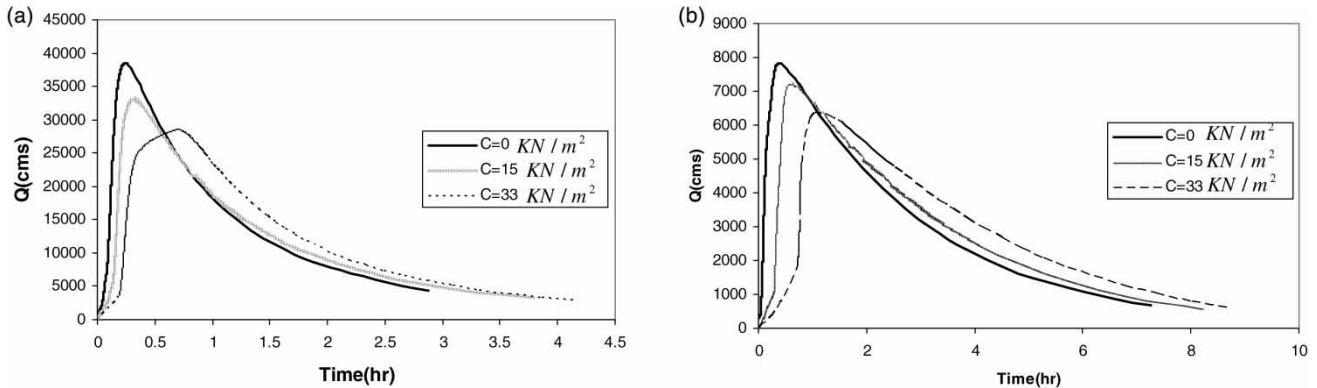 (a)
45000
40000
35000
30000
25000
20000
15000
10000
5000
0
Q(cms)
0 0.5 1 1.5 2 2.5 3 3.5 4 4.5
Time(hr)
C=0 KN / m²
C=15 KN / m²
C=33 KN / m²
(b)
9000
8000
7000
6000
5000
4000
3000
2000
1000
0
Q(cms)
0 2 4 6 8 10
Time(hr)
C=0 KN / m²
C=15 KN / m²
C=33 KN / m²